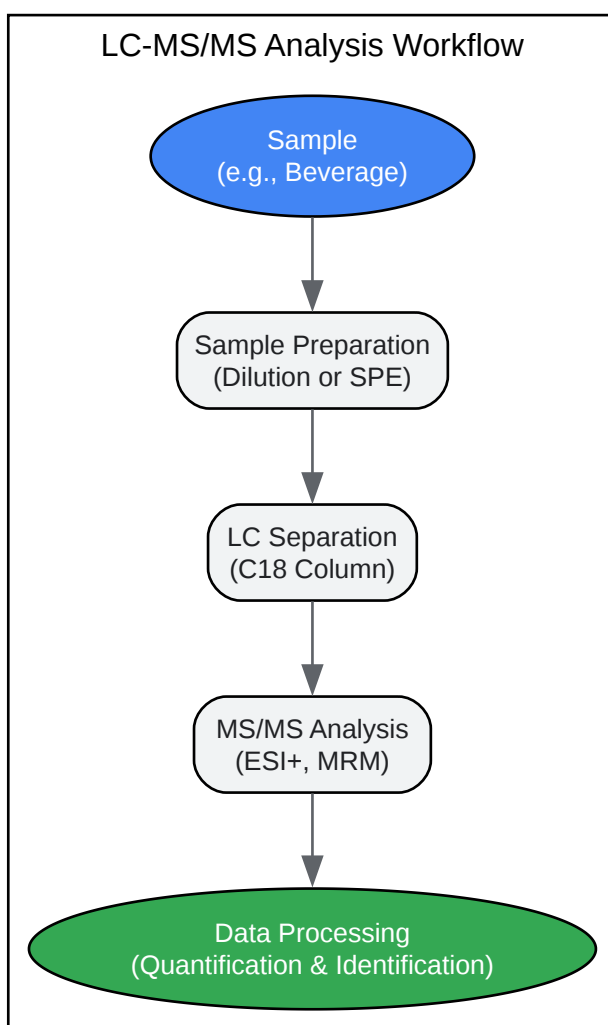 LC-MS/MS Analysis Workflow
Sample
(e.g., Beverage)
Sample Preparation
(Dilution or SPE)
LC Separation
(C18 Column)
MS/MS Analysis
(ESI+, MRM)
Data Processing
(Quantification & Identification)